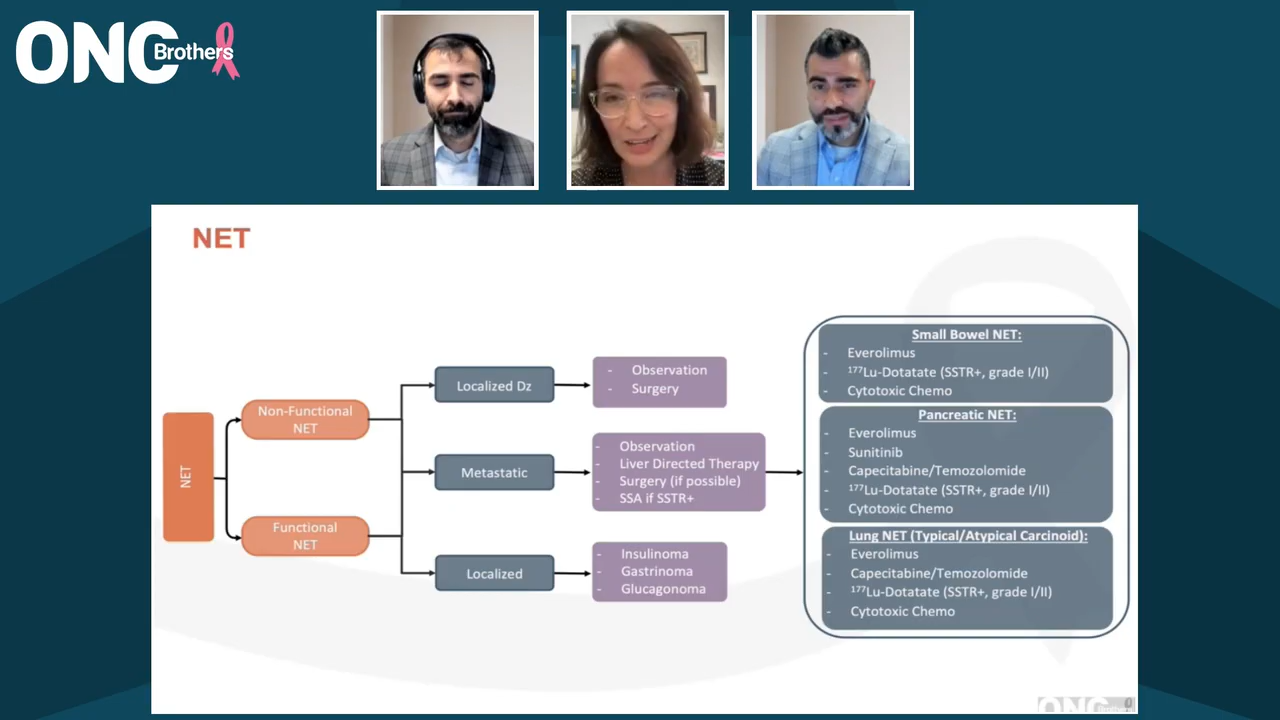 ONC Brothers
NET
NET
Non-Functional
NET
Functional
NET
Localized Dz
Metastatic
Localized
- Observation
- Surgery
- Observation
- Liver Directed Therapy
- Surgery (if possible)
- SSA if SSTR+
- Insulinoma
- Gastrinoma
- Glucagonoma
Small Bowel NET:
- Everolimus
- ¹⁷⁷Lu-Dotatate (SSTR+, grade I/II)
- Cytotoxic Chemo
Pancreatic NET:
- Everolimus
- Sunitinib
- Capecitabine/Temozolomide
- ¹⁷⁷Lu-Dotatate (SSTR+, grade I/II)
- Cytotoxic Chemo
Lung NET (Typical/Atypical Carcinoid):
- Everolimus
- Capecitabine/Temozolomide
- ¹⁷⁷Lu-Dotatate (SSTR+, grade I/II)
- Cytotoxic Chemo
ONC Brothers